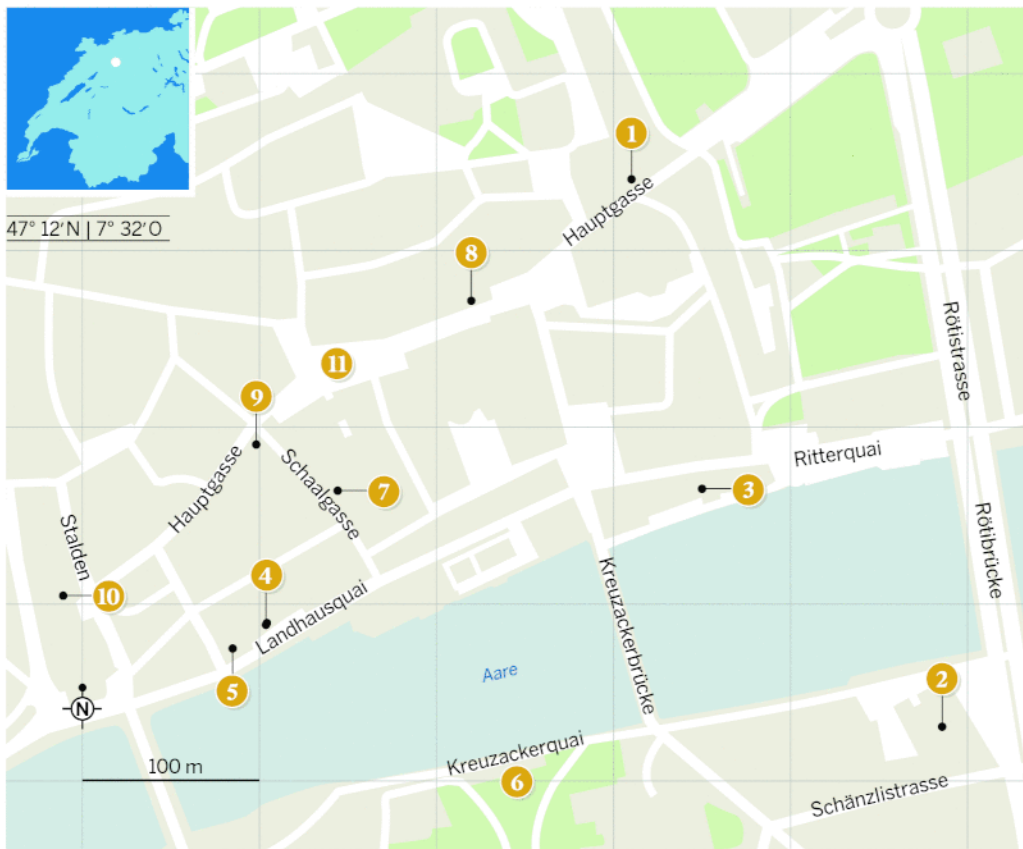 47° 12′N | 7° 32′O
1
Hauptgasse
8
Rötistrasse
11
9
Hauptgasse
Schaalgasse
7
Ritterquai
3
Stalden
Rötibrücke
4
10
Landhausquai
Kreuzackerbrücke
Aare
5
2
N
Kreuzackerquai
100 m
6
Schänzlistrasse